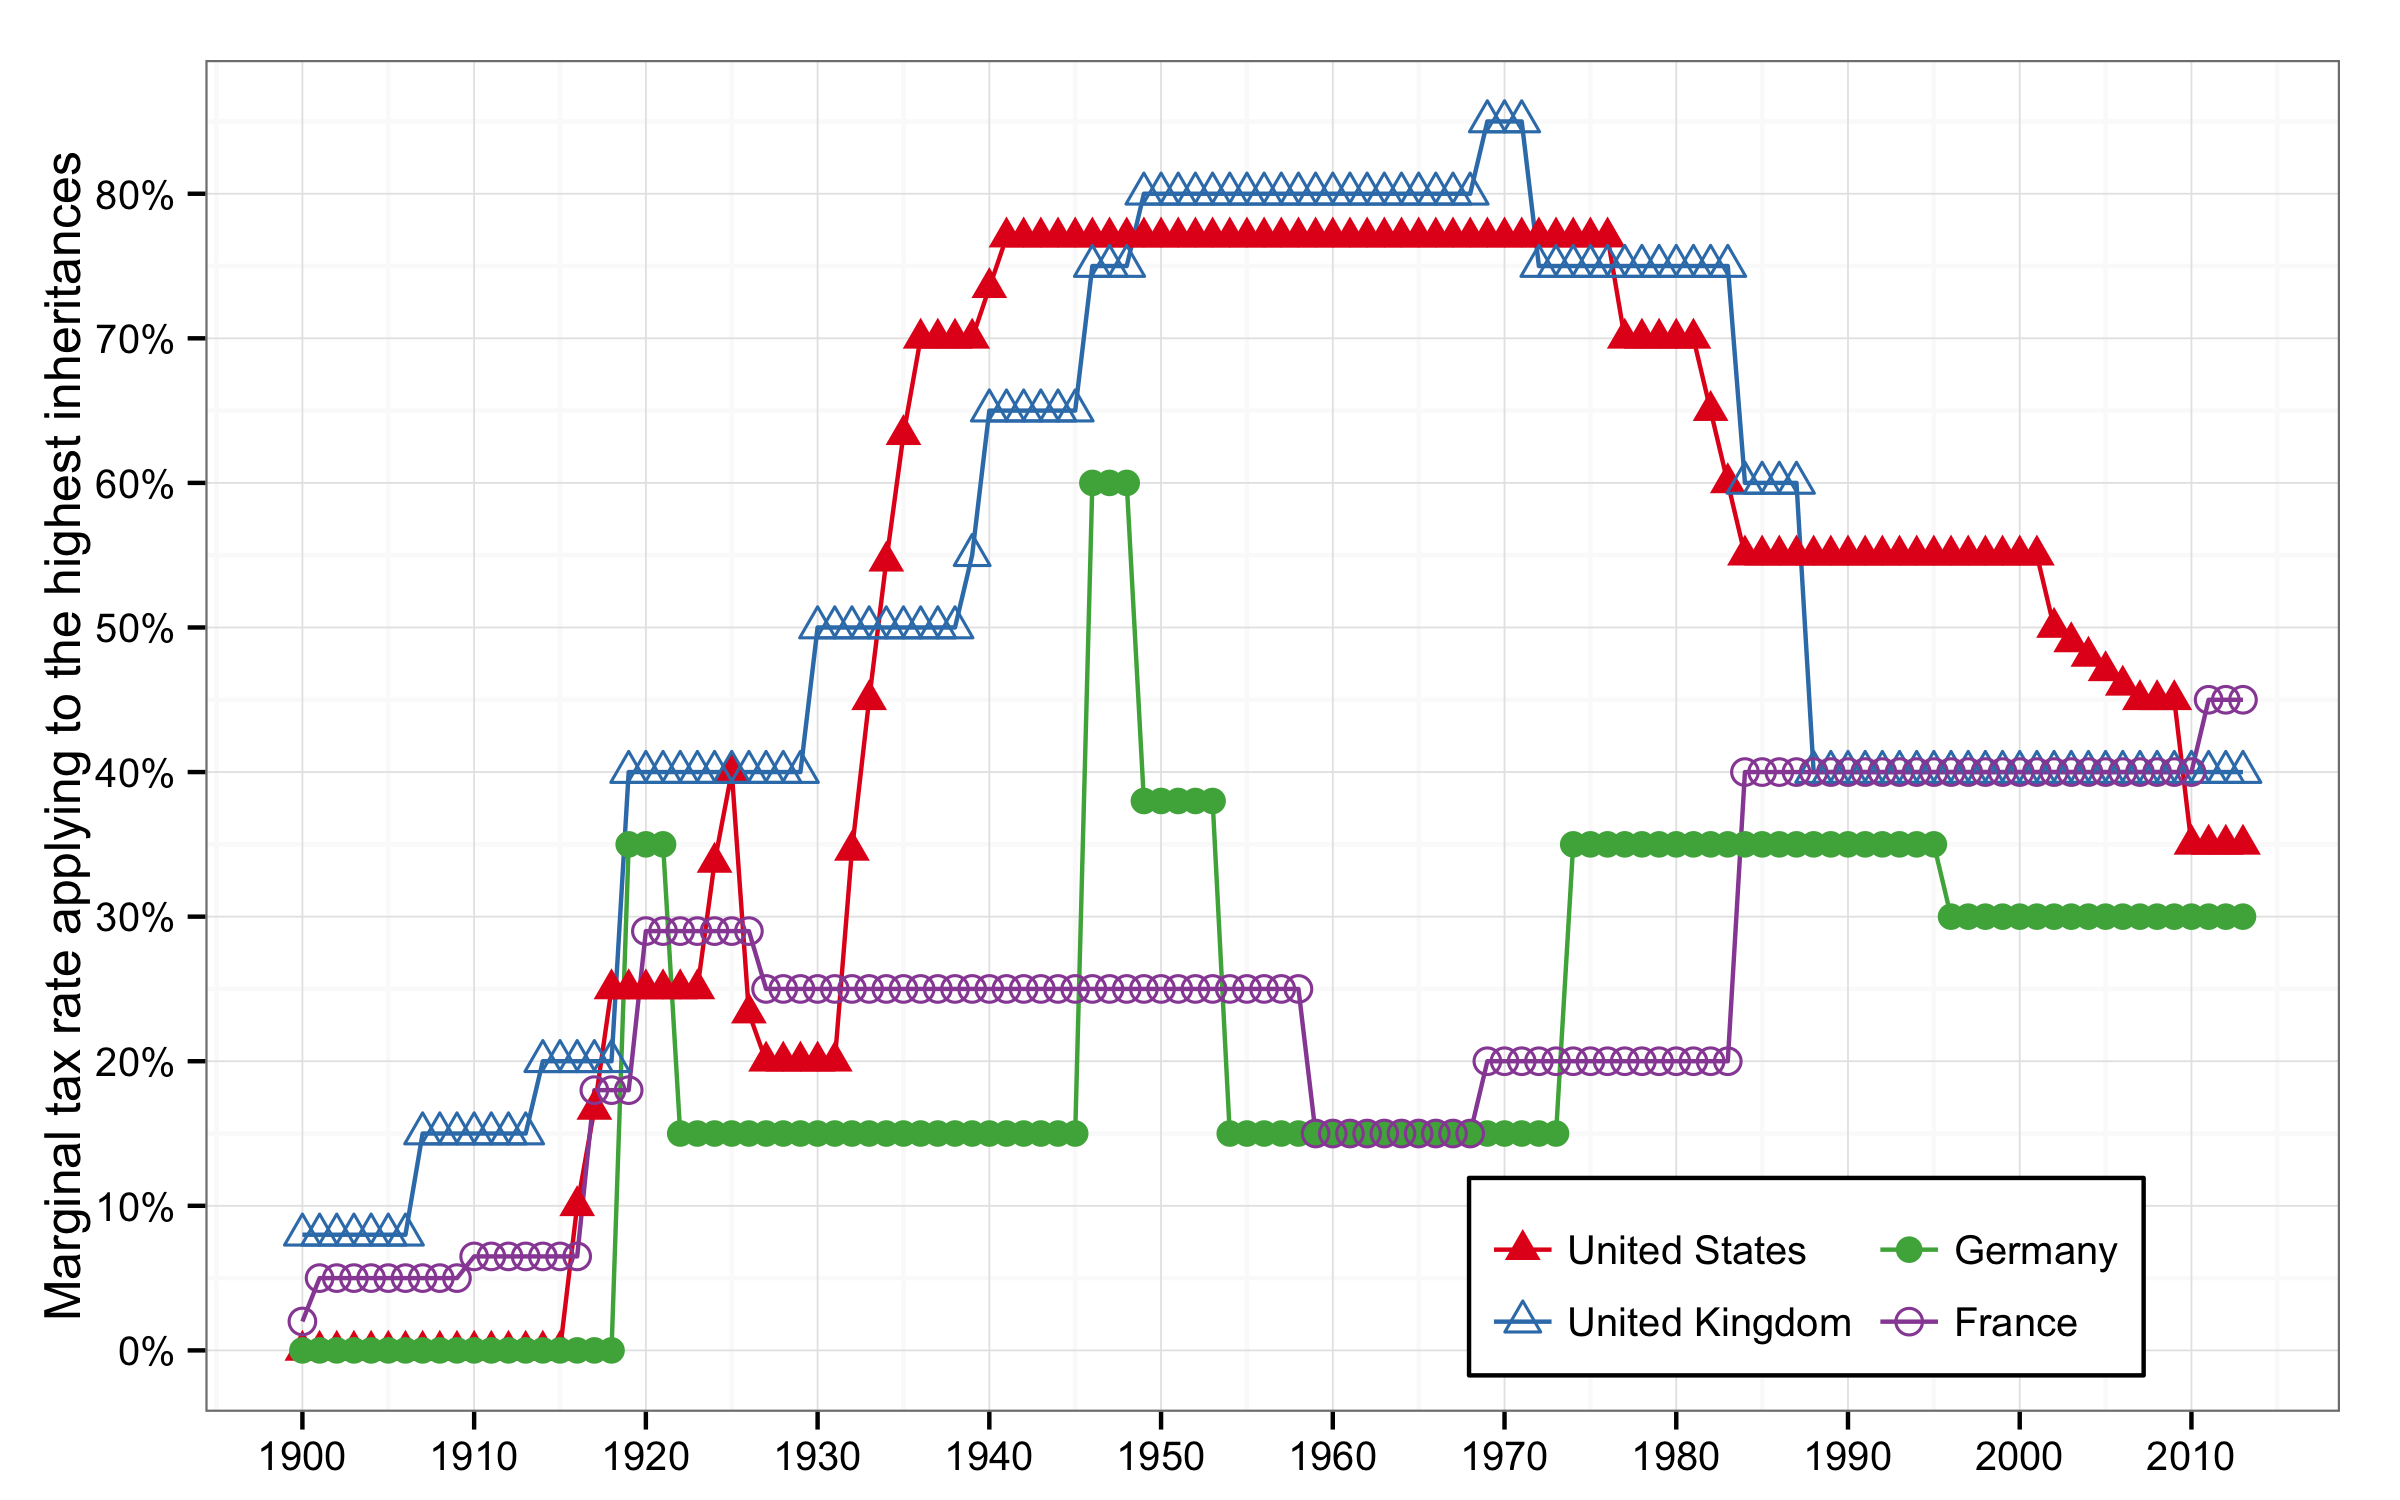 Marginal tax rate applying to the highest inheritances
80%
70%
60%
50%
40%
30%
20%
10%
0%
1900 1910 1920 1930 1940 1950 1960 1970 1980 1990 2000 2010
United States Germany
United Kingdom France